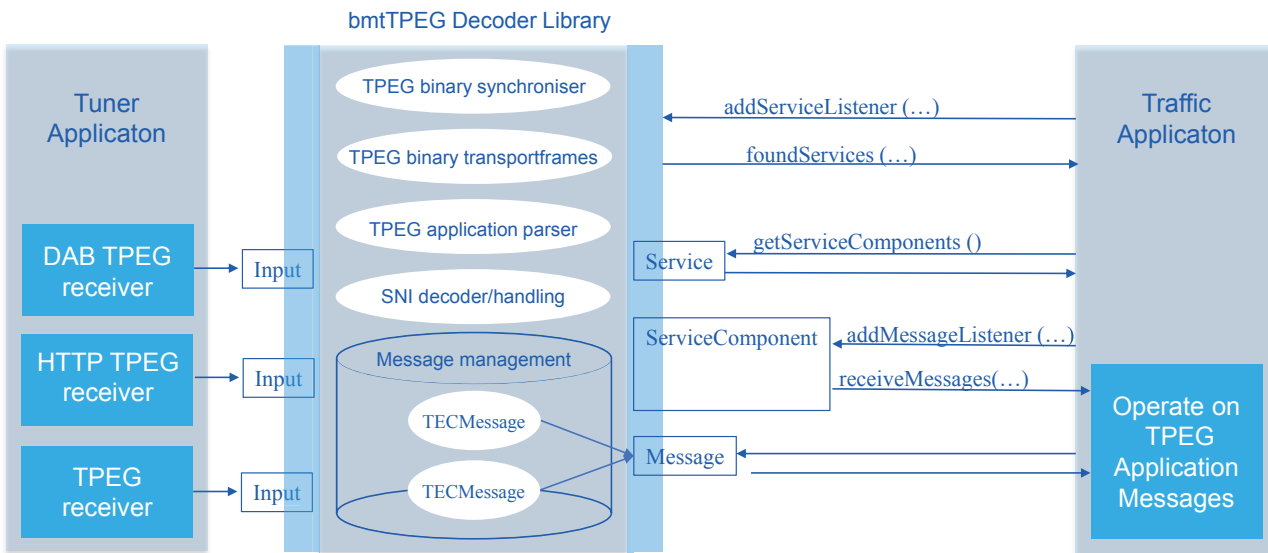 bmtTPEG Decoder Library
Tuner
Applicaton
DAB TPEG
receiver
HTTP TPEG
receiver
TPEG
receiver
Input
Input
Input
TPEG binary synchroniser
TPEG binary transportframes
TPEG application parser
SNI decoder/handling
Message management
TECMessage
TECMessage
Service
ServiceComponent
Message
addServiceListener (…)
foundServices (…)
getServiceComponents ()
addMessageListener (…)
receiveMessages(…)
Traffic
Applicaton
Operate on
TPEG
Application
Messages